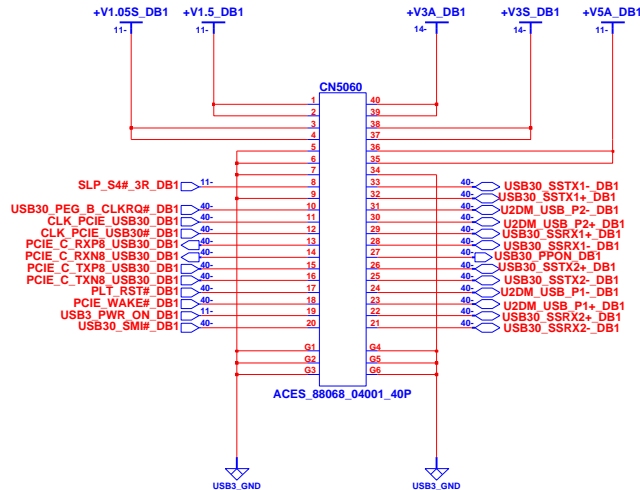 +V1.05S_DB1 +V1.5_DB1 +V3A_DB1 +V3S_DB1 +V5A_DB1
11- 11- 14- 14- 11-
CN5060
1 40
2 39
3 38
4 37
5 36
6 35
7 34
SLP_S4#_3R_DB1 11- 8 33 40- USB30_SSTX1-_DB1
9 32 40- USB30_SSTX1+_DB1
USB30_PEG_B_CLKRQ#_DB1 40- 10 31 40- U2DM_USB_P2-_DB1
CLK_PCIE_USB30_DB1 40- 11 30 40- U2DM_USB_P2+_DB1
CLK_PCIE_USB30#_DB1 40- 12 29 40- USB30_SSRX1+_DB1
PCIE_C_RXP8_USB30_DB1 40- 13 28 40- USB30_SSRX1-_DB1
PCIE_C_RXN8_USB30_DB1 40- 14 27 40- USB30_PPON_DB1
PCIE_C_TXP8_USB30_DB1 40- 15 26 40- USB30_SSTX2+_DB1
PCIE_C_TXN8_USB30_DB1 40- 16 25 40- USB30_SSTX2-_DB1
PLT_RST#_DB1 40- 17 24 40- U2DM_USB_P1-_DB1
PCIE_WAKE#_DB1 40- 18 23 40- U2DM_USB_P1+_DB1
USB3_PWR_ON_DB1 11- 19 22 40- USB30_SSRX2+_DB1
USB30_SMI#_DB1 40- 20 21 40- USB30_SSRX2-_DB1
G1 G4
G2 G5
G3 G6
ACES_88068_04001_40P
USB3_GND USB3_GND